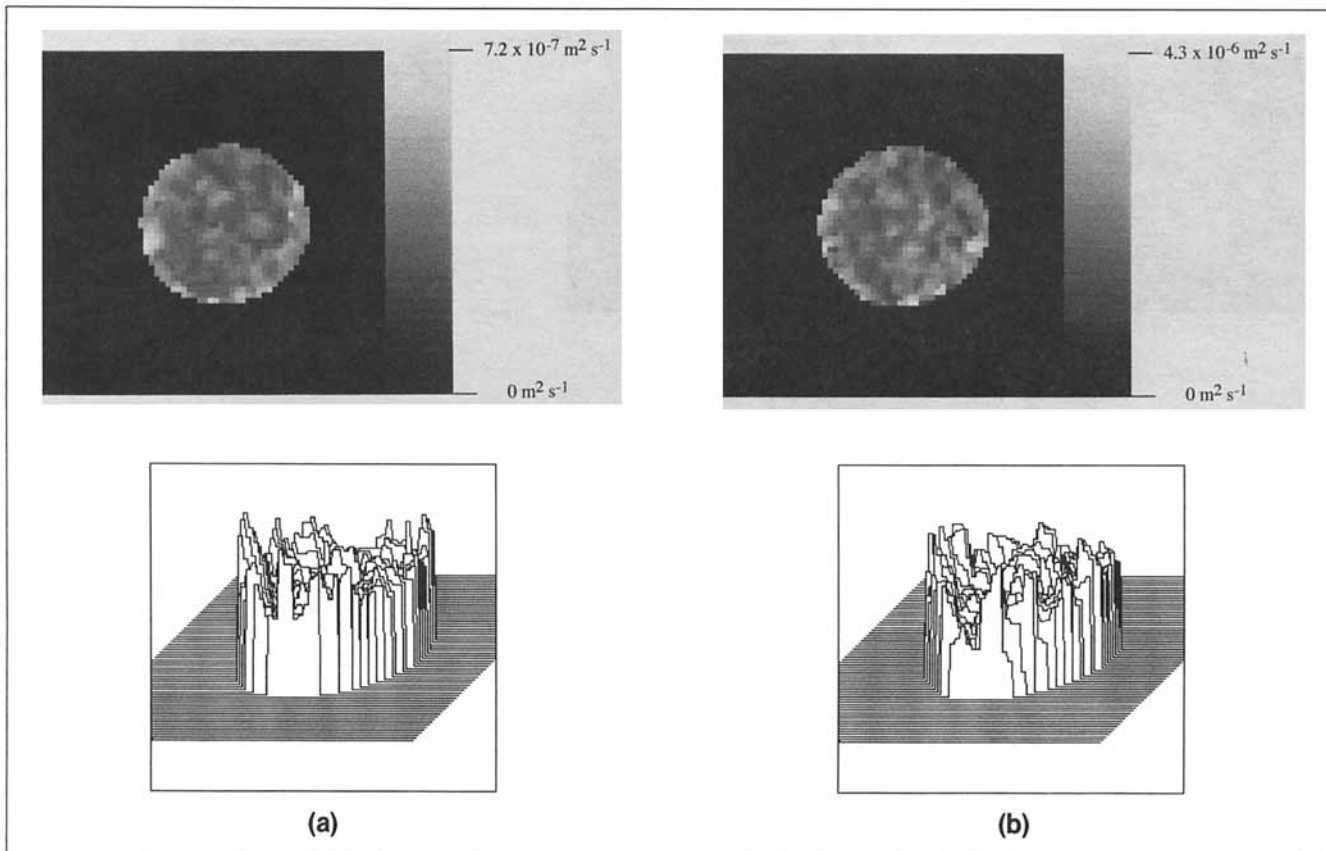 7.2 x 10⁻⁷ m² s⁻¹
0 m² s⁻¹
4.3 x 10⁻⁶ m² s⁻¹
0 m² s⁻¹
(a)
(b)